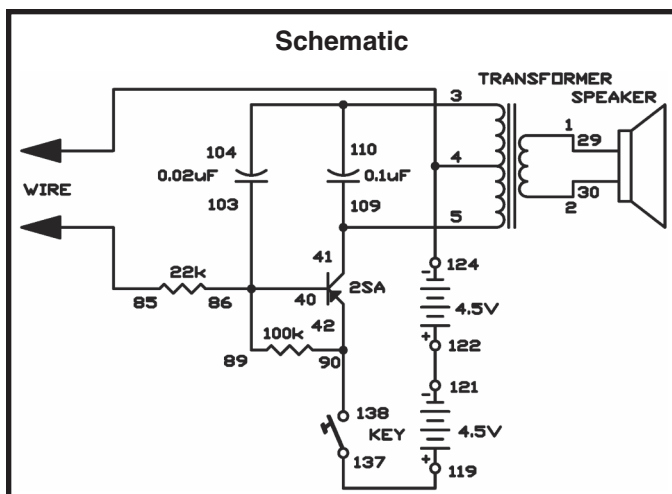 Schematic
TRANSFORMER
SPEAKER
3
104
110
1
29
4
0.02uF
0.1uF
WIRE
103
109
30
2
5
41
124
22k
2SA
-
85
86
40
4.5V
42
100k
+
122
89
90
121
-
138
KEY
4.5V
137
+
119